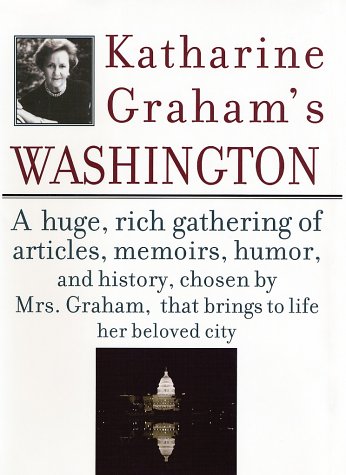 Katharine
Graham's
WASHINGTON
A huge, rich gathering of
articles, memoirs, humor,
and history, chosen by
Mrs. Graham, that brings to life
her beloved city